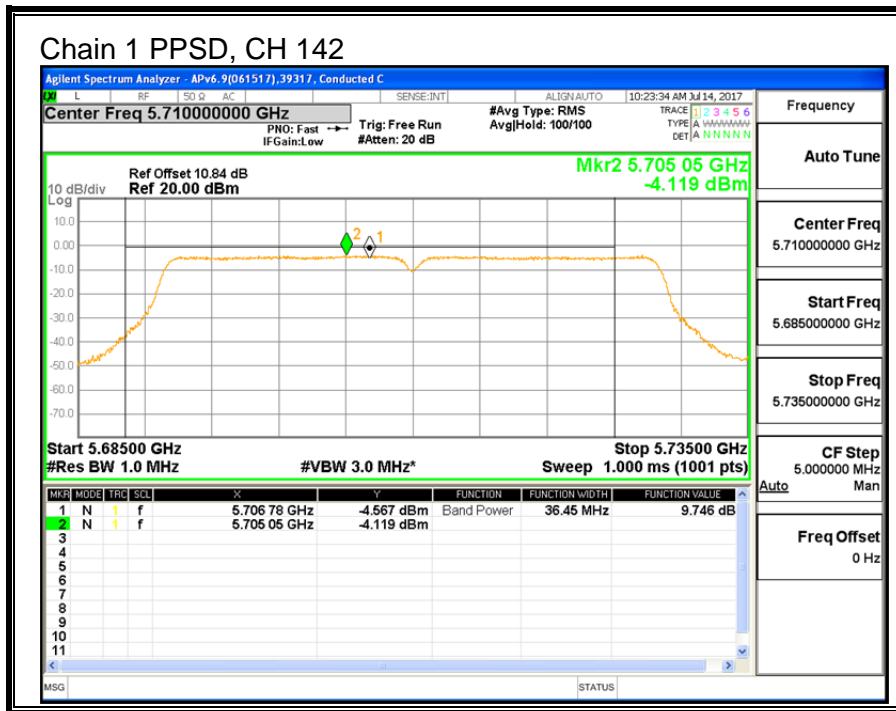 Chain 1 PPSD, CH 142
Agilent Spectrum Analyzer - APv6.9(061517),39317, Conducted C
L RF 50 Ω AC SENSE:INT ALIGN AUTO 10:23:34 AM Jul 14, 2017
Center Freq 5.710000000 GHz
PNO: Fast
IFGain:Low
Trig: Free Run
#Atten: 20 dB
#Avg Type: RMS
Avg|Hold: 100/100
TRACE 1 2 3 4 5 6
TYPE A WWWWW
DET A N N N N N
Mkr2 5.705 05 GHz
-4.119 dBm
Ref Offset 10.84 dB
10 dB/div Ref 20.00 dBm
Log
10.0
0.00
-10.0
-20.0
-30.0
-40.0
-50.0
-60.0
-70.0
2
1
Start 5.68500 GHz Stop 5.73500 GHz
#Res BW 1.0 MHz #VBW 3.0 MHz* Sweep 1.000 ms (1001 pts)
MKR MODE TRC SCL X Y FUNCTION FUNCTION WIDTH FUNCTION VALUE
1 N 1 f 5.706 78 GHz -4.567 dBm Band Power 36.45 MHz 9.746 dB
2 N 1 f 5.705 05 GHz -4.119 dBm
3
4
5
6
7
8
9
10
11
MSG STATUS
Frequency
Auto Tune
Center Freq
5.710000000 GHz
Start Freq
5.685000000 GHz
Stop Freq
5.735000000 GHz
CF Step
5.000000 MHz
Auto Man
Freq Offset
0 Hz